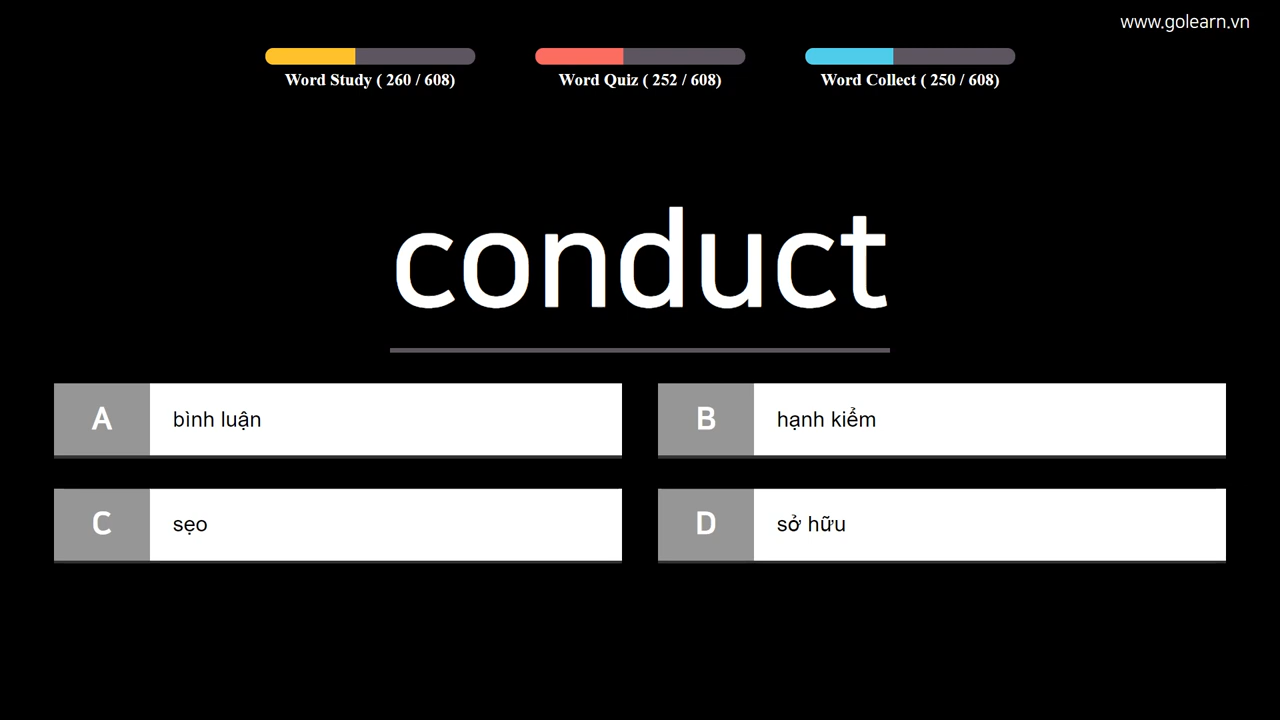 www.golearn.vn
Word Study ( 260 / 608)
Word Quiz ( 252 / 608)
Word Collect ( 250 / 608)
conduct
A bình luận
B hạnh kiểm
C sẹo
D sở hữu